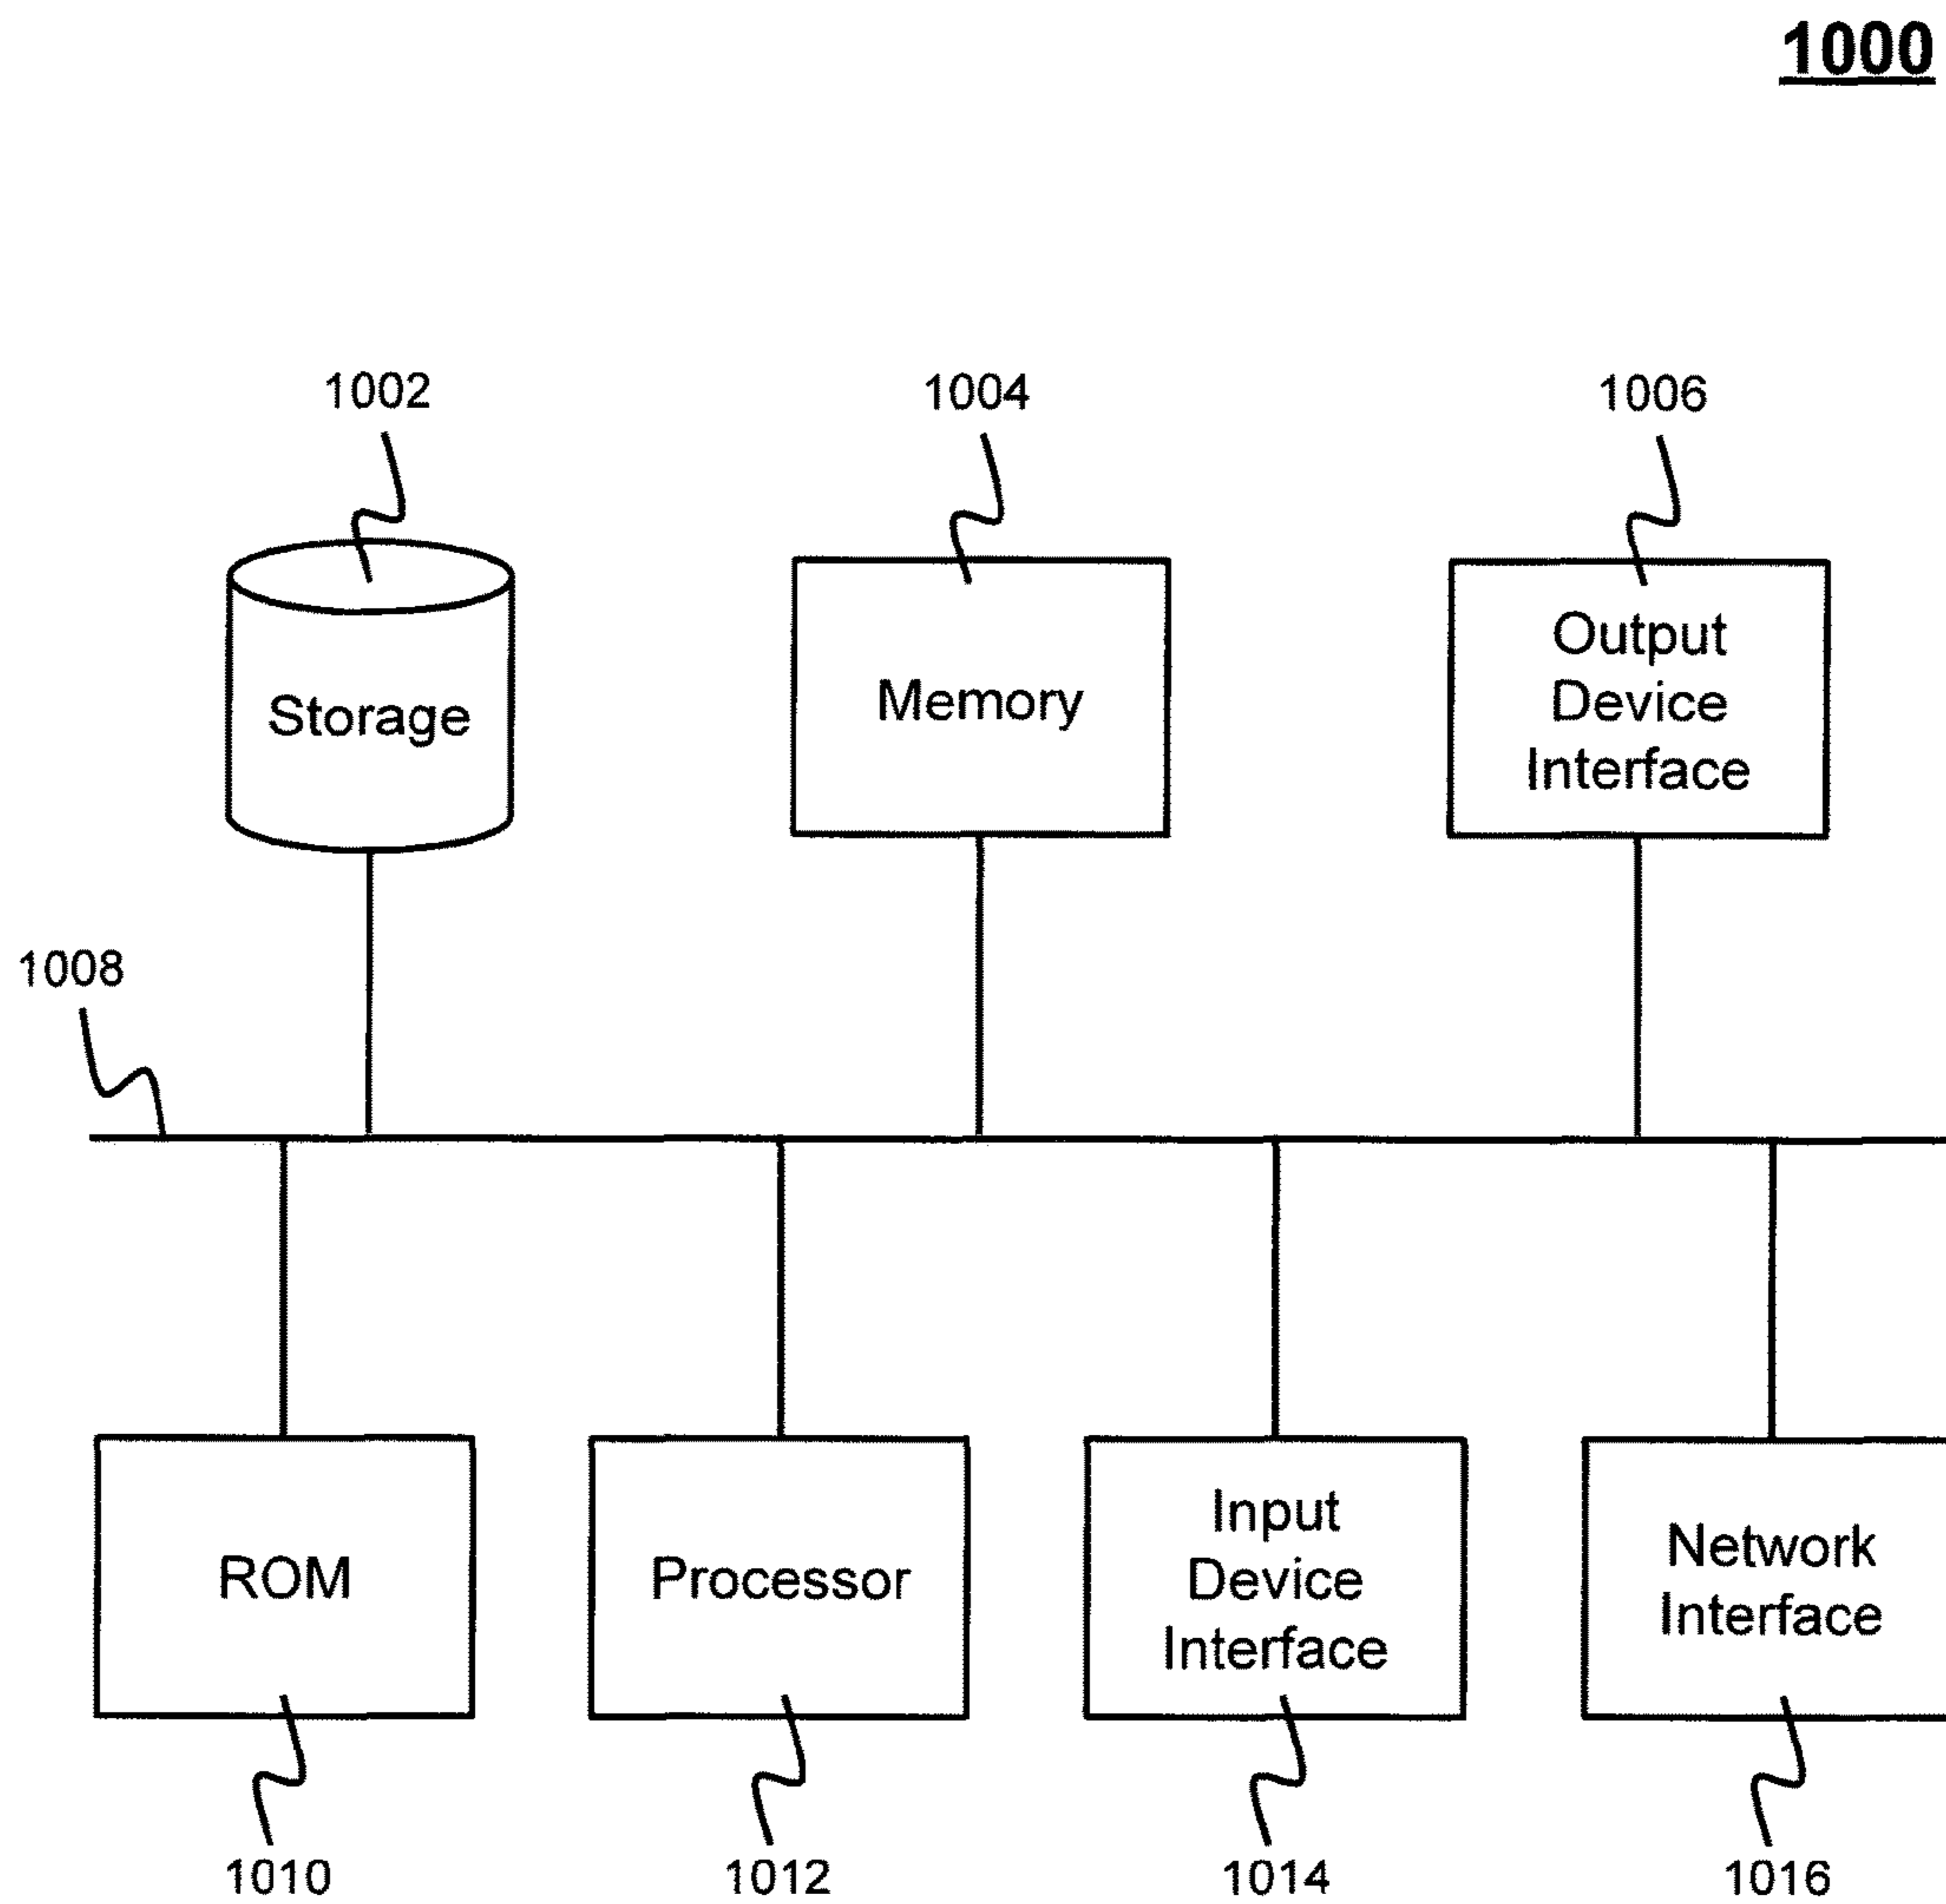 1000
1002
1004
1006
Storage
Memory
Output
Device
Interface
1008
ROM
Processor
Input
Device
Interface
Network
Interface
1010
1012
1014
1016